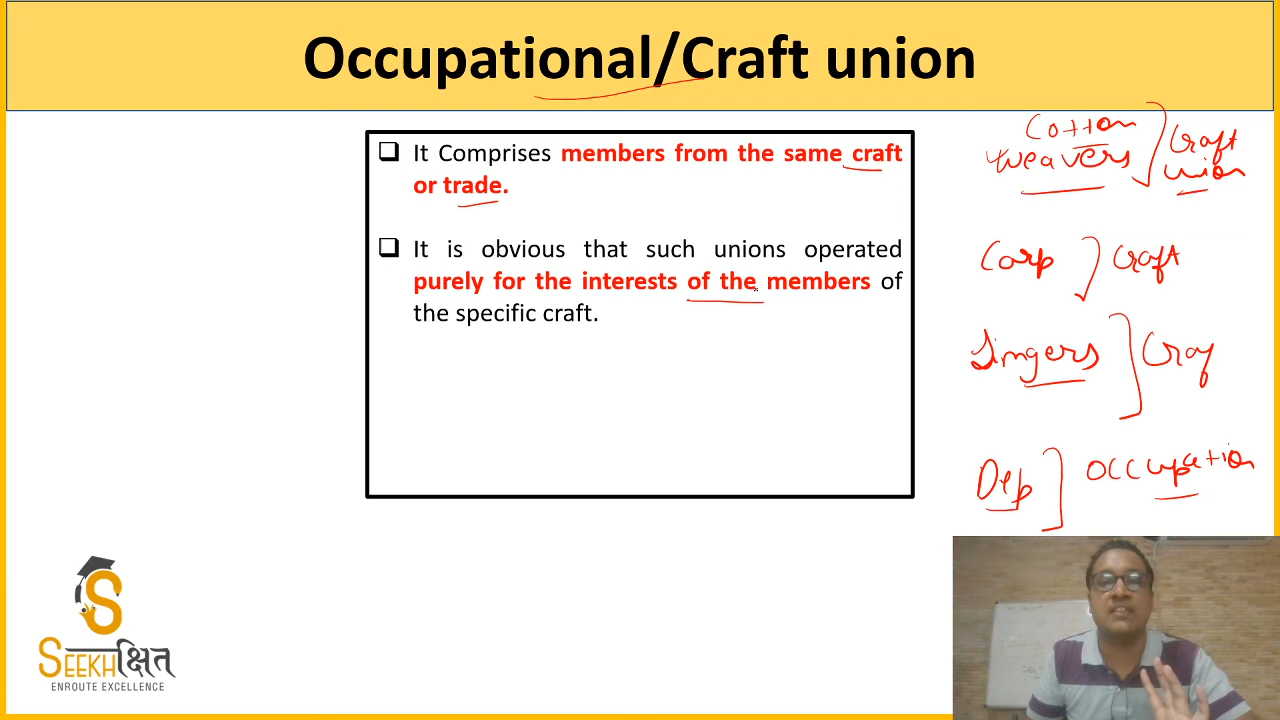 Occupational/Craft union
❑ It Comprises members from the same craft
or trade.
❑ It is obvious that such unions operated
purely for the interests of the members of
the specific craft.
Cotton
Weavers
Craft
union
Carp
Craft
Singers
Craf
Dep
Occupation
S
SEEKHक्षित
ENROUTE EXCELLENCE